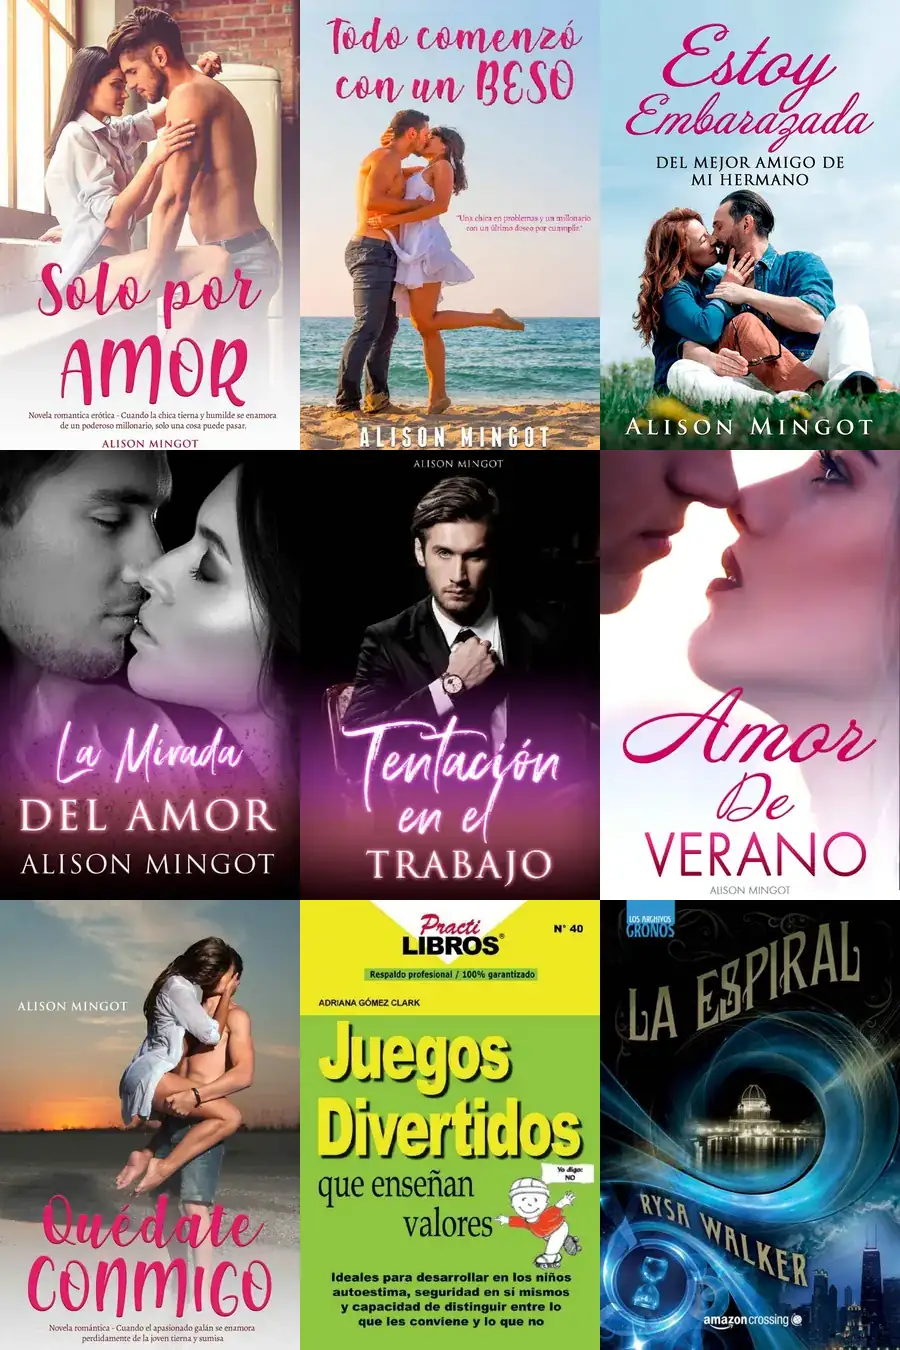 Solo por
AMOR
Novela romantica erótica - Cuando la chica tierna y humilde se enamora
de un poderoso millonario, solo una cosa puede pasar.
ALISON MINGOT
Todo comenzó
con un BESO
"Una chica en problemas y un millonario
con un último deseo por cumplir."
ALISON MINGOT
Estoy
Embarazada
DEL MEJOR AMIGO DE
MI HERMANO
ALISON MINGOT
La Mirada
DEL AMOR
ALISON MINGOT
ALISON MINGOT
Tentación
en el
TRABAJO
Amor
De
VERANO
ALISON MINGOT
ALISON MINGOT
Quédate
CONMIGO
Novela romántica - Cuando el apasionado galán se enamora
perdidamente de la joven tierna y sumisa
Practi
LIBROS®
N° 40
Respaldo profesional / 100% garantizado
ADRIANA GÓMEZ CLARK
Juegos
Divertidos
que enseñan
valores
Yo digo:
NO
Ideales para desarrollar en los niños
autoestima, seguridad en sí mismos
y capacidad de distinguir entre lo
que les conviene y lo que no
LOS ARCHIVOS
CRONOS
LA ESPIRAL
RYSA WALKER
amazoncrossing